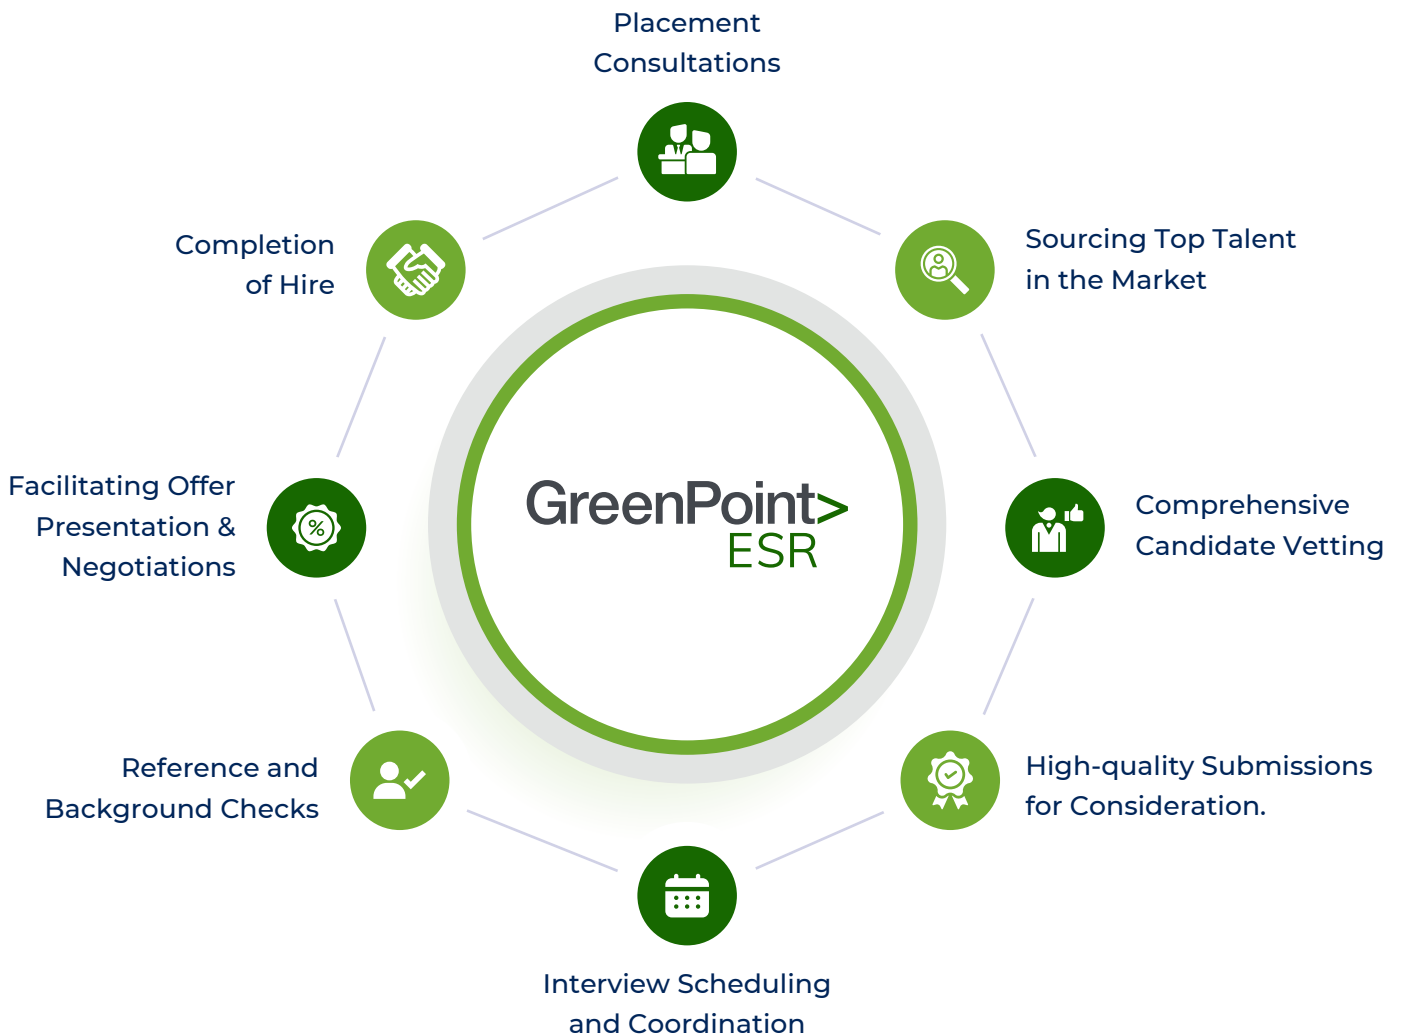 Placement
Consultations
Sourcing Top Talent
in the Market
Comprehensive
Candidate Vetting
High-quality Submissions
for Consideration.
Interview Scheduling
and Coordination
Reference and
Background Checks
Facilitating Offer
Presentation &
Negotiations
Completion
of Hire
GreenPoint>
ESR
%